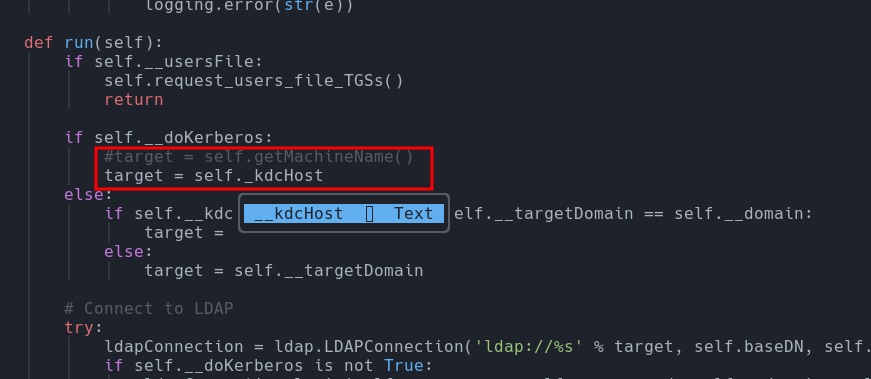 logging.error(str(e))
def run(self):
if self.__usersFile:
self.request_users_file_TGSs()
return
if self.__doKerberos:
#target = self.getMachineName()
target = self._kdcHost
else:
if self.__kdc __kdcHost Text elf.__targetDomain == self.__domain:
target =
else:
target = self.__targetDomain
# Connect to LDAP
try:
ldapConnection = ldap.LDAPConnection('ldap://%s' % target, self.baseDN, self.
if self.__doKerberos is not True: